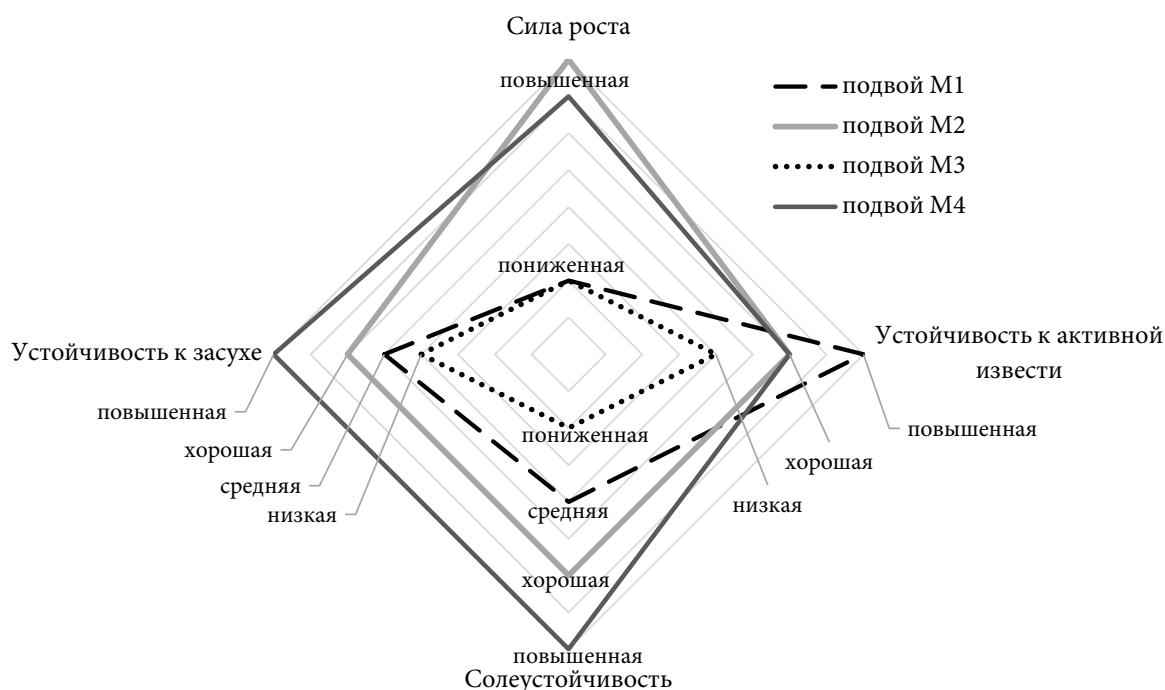 Сила роста
повышенная
подвой М1
подвой М2
подвой М3
подвой М4
пониженная
Устойчивость к засухе
Устойчивость к активной
извести
повышенная
хорошая
средняя
низкая
повышенная
хорошая
низкая
пониженная
средняя
хорошая
повышенная
Солеустойчивость